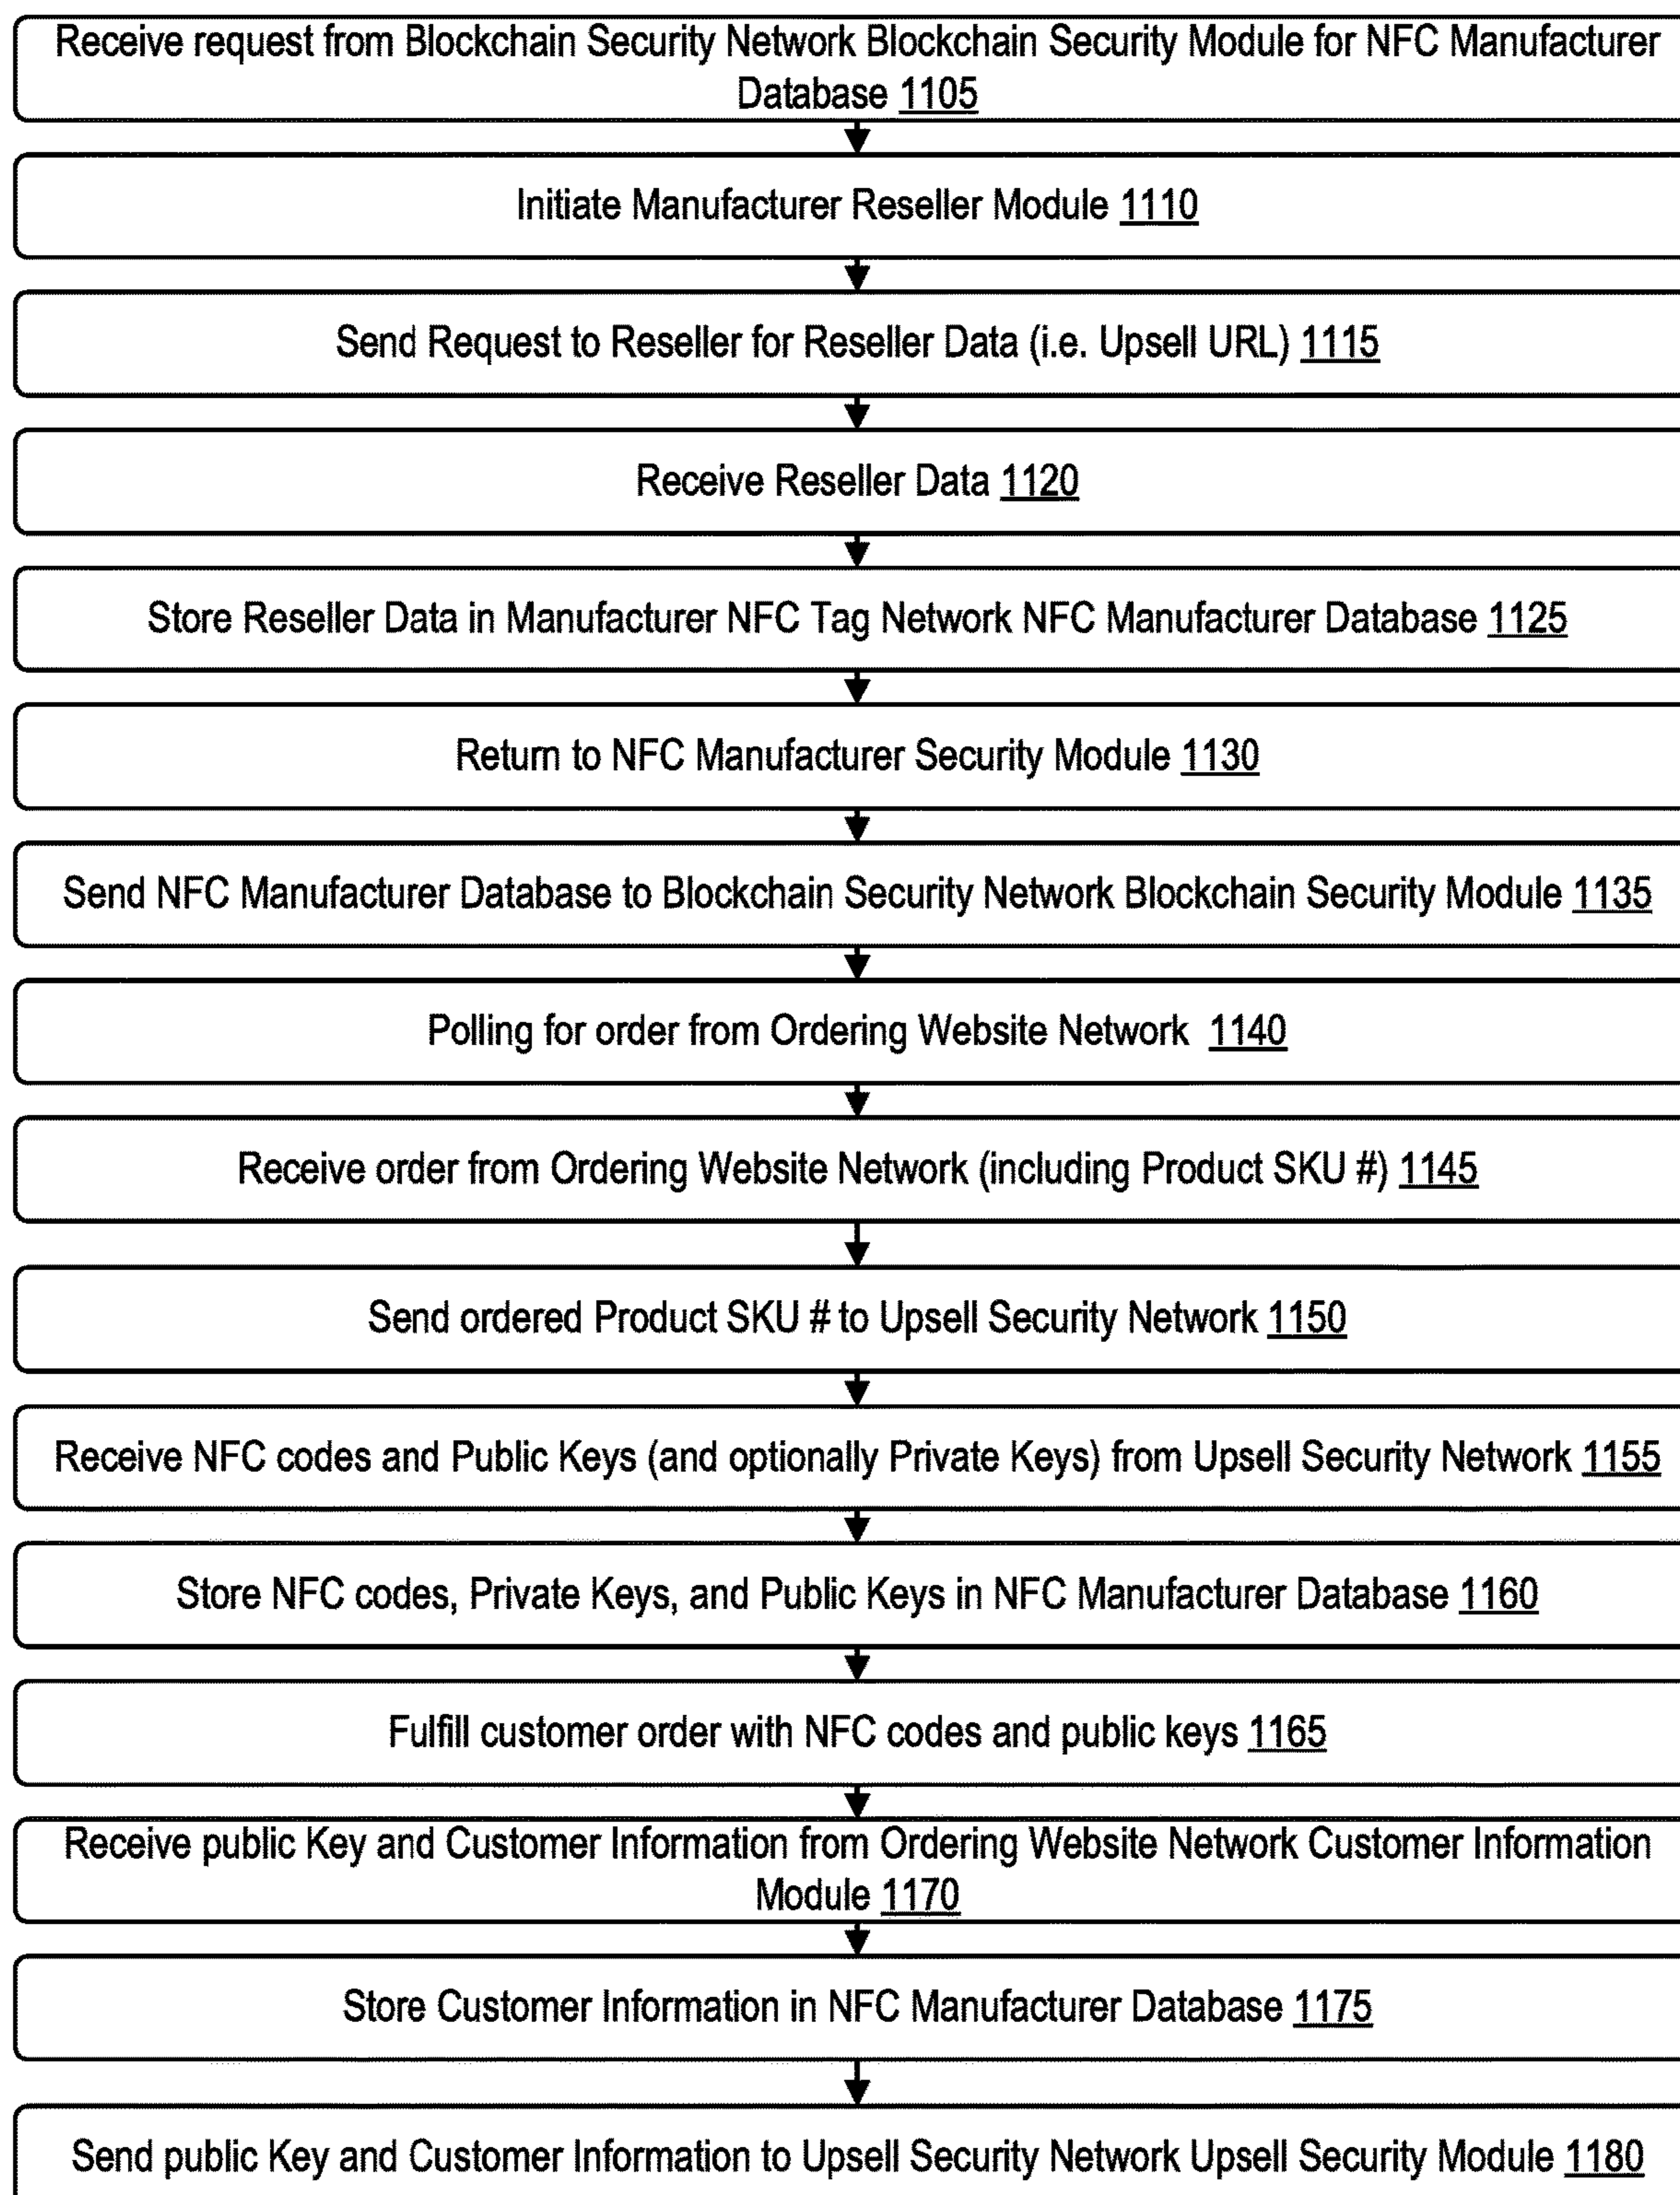 Receive request from Blockchain Security Network Blockchain Security Module for NFC Manufacturer
Database 1105
Initiate Manufacturer Reseller Module 1110
Send Request to Reseller for Reseller Data (i.e. Upsell URL) 1115
Receive Reseller Data 1120
Store Reseller Data in Manufacturer NFC Tag Network NFC Manufacturer Database 1125
Return to NFC Manufacturer Security Module 1130
Send NFC Manufacturer Database to Blockchain Security Network Blockchain Security Module 1135
Polling for order from Ordering Website Network 1140
Receive order from Ordering Website Network (including Product SKU #) 1145
Send ordered Product SKU # to Upsell Security Network 1150
Receive NFC codes and Public Keys (and optionally Private Keys) from Upsell Security Network 1155
Store NFC codes, Private Keys, and Public Keys in NFC Manufacturer Database 1160
Fulfill customer order with NFC codes and public keys 1165
Receive public Key and Customer Information from Ordering Website Network Customer Information
Module 1170
Store Customer Information in NFC Manufacturer Database 1175
Send public Key and Customer Information to Upsell Security Network Upsell Security Module 1180